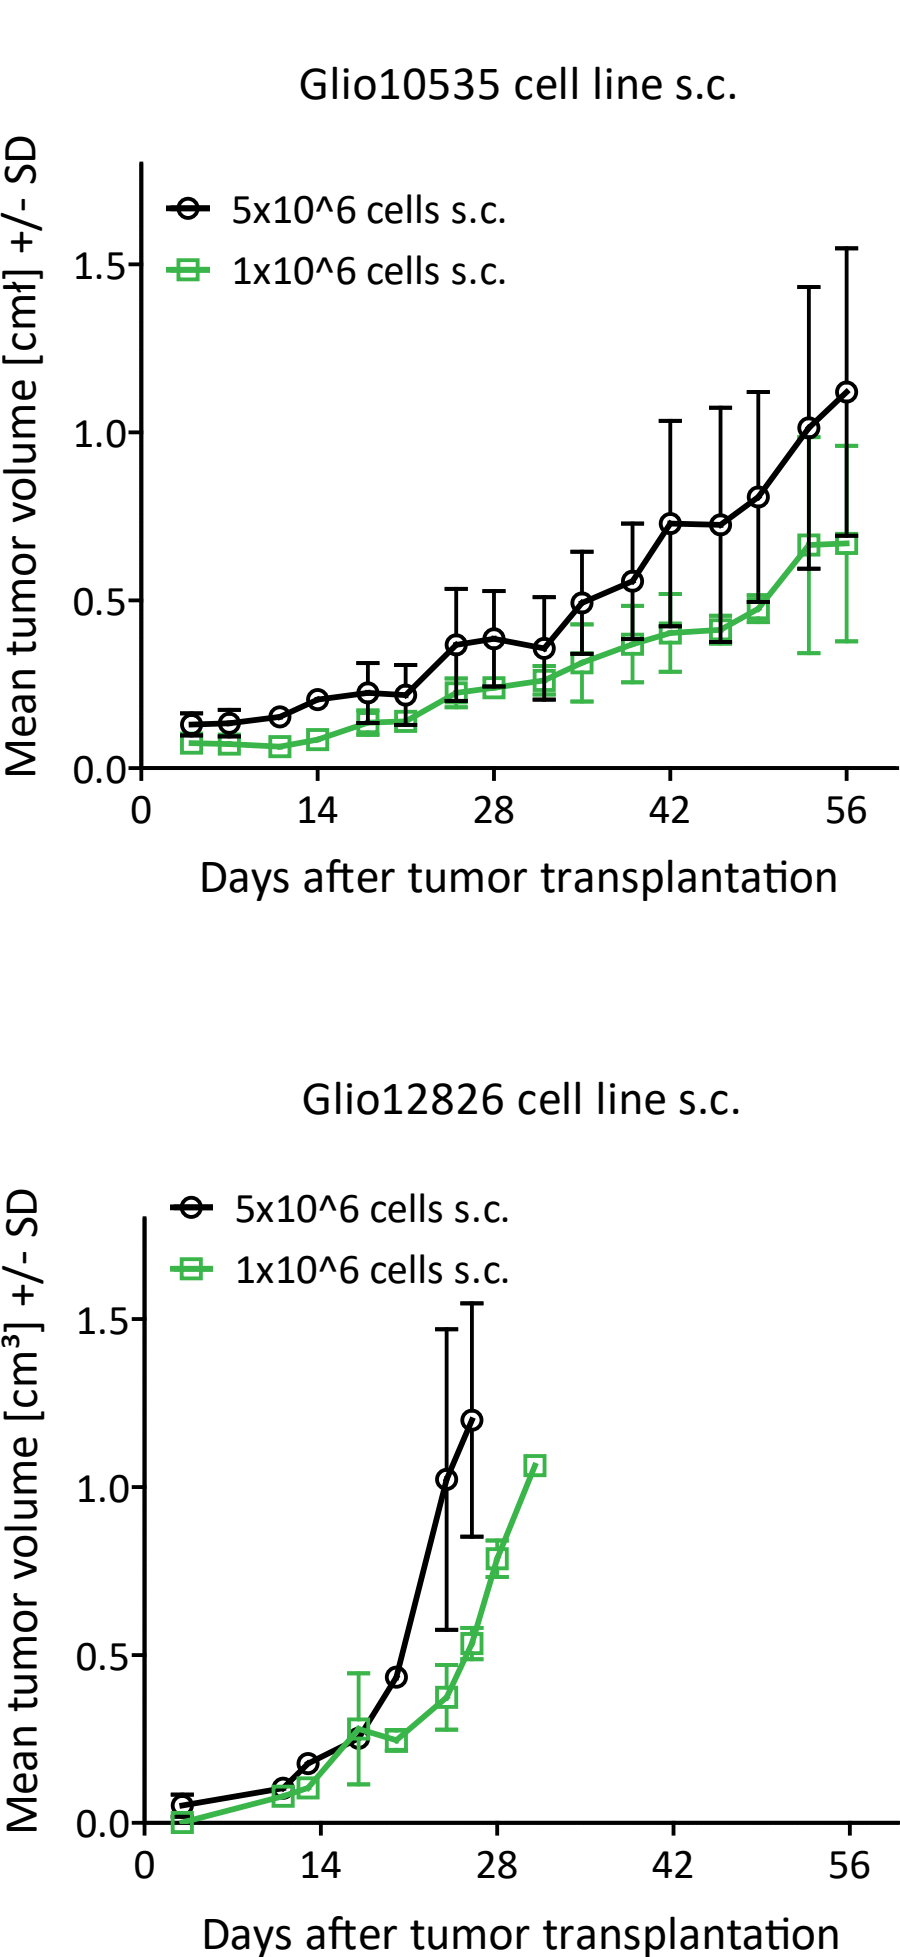 Glio10535 cell line s.c.
Mean tumor volume [cmł] +/- SD
5x10^6 cells s.c.
1x10^6 cells s.c.
1.5
1.0
0.5
0.0
0 14 28 42 56
Days after tumor transplantation
Glio12826 cell line s.c.
Mean tumor volume [cm³] +/- SD
5x10^6 cells s.c.
1x10^6 cells s.c.
1.5
1.0
0.5
0.0
0 14 28 42 56
Days after tumor transplantation